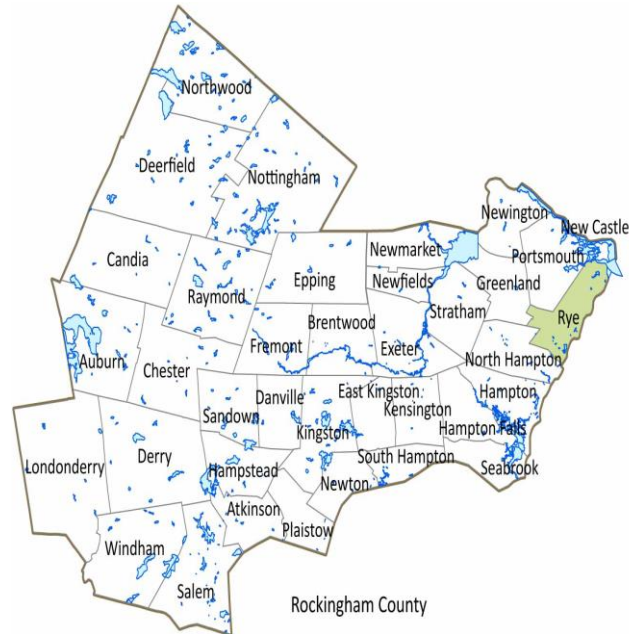 Northwood
Deerfield
Nottingham
Newington
New Castle
Newmarket
Portsmouth
Candia
Epping
Newfields
Greenland
Raymond
Stratham
Rye
Brentwood
Fremont
Exeter
North Hampton
Auburn
Chester
Danville
East Kingston
Kensington
Hampton
Sandown
Kingston
Hampton Falls
Londonderry
Derry
Hampstead
South Hampton
Seabrook
Newton
Atkinson
Plaistow
Windham
Salem
Rockingham County